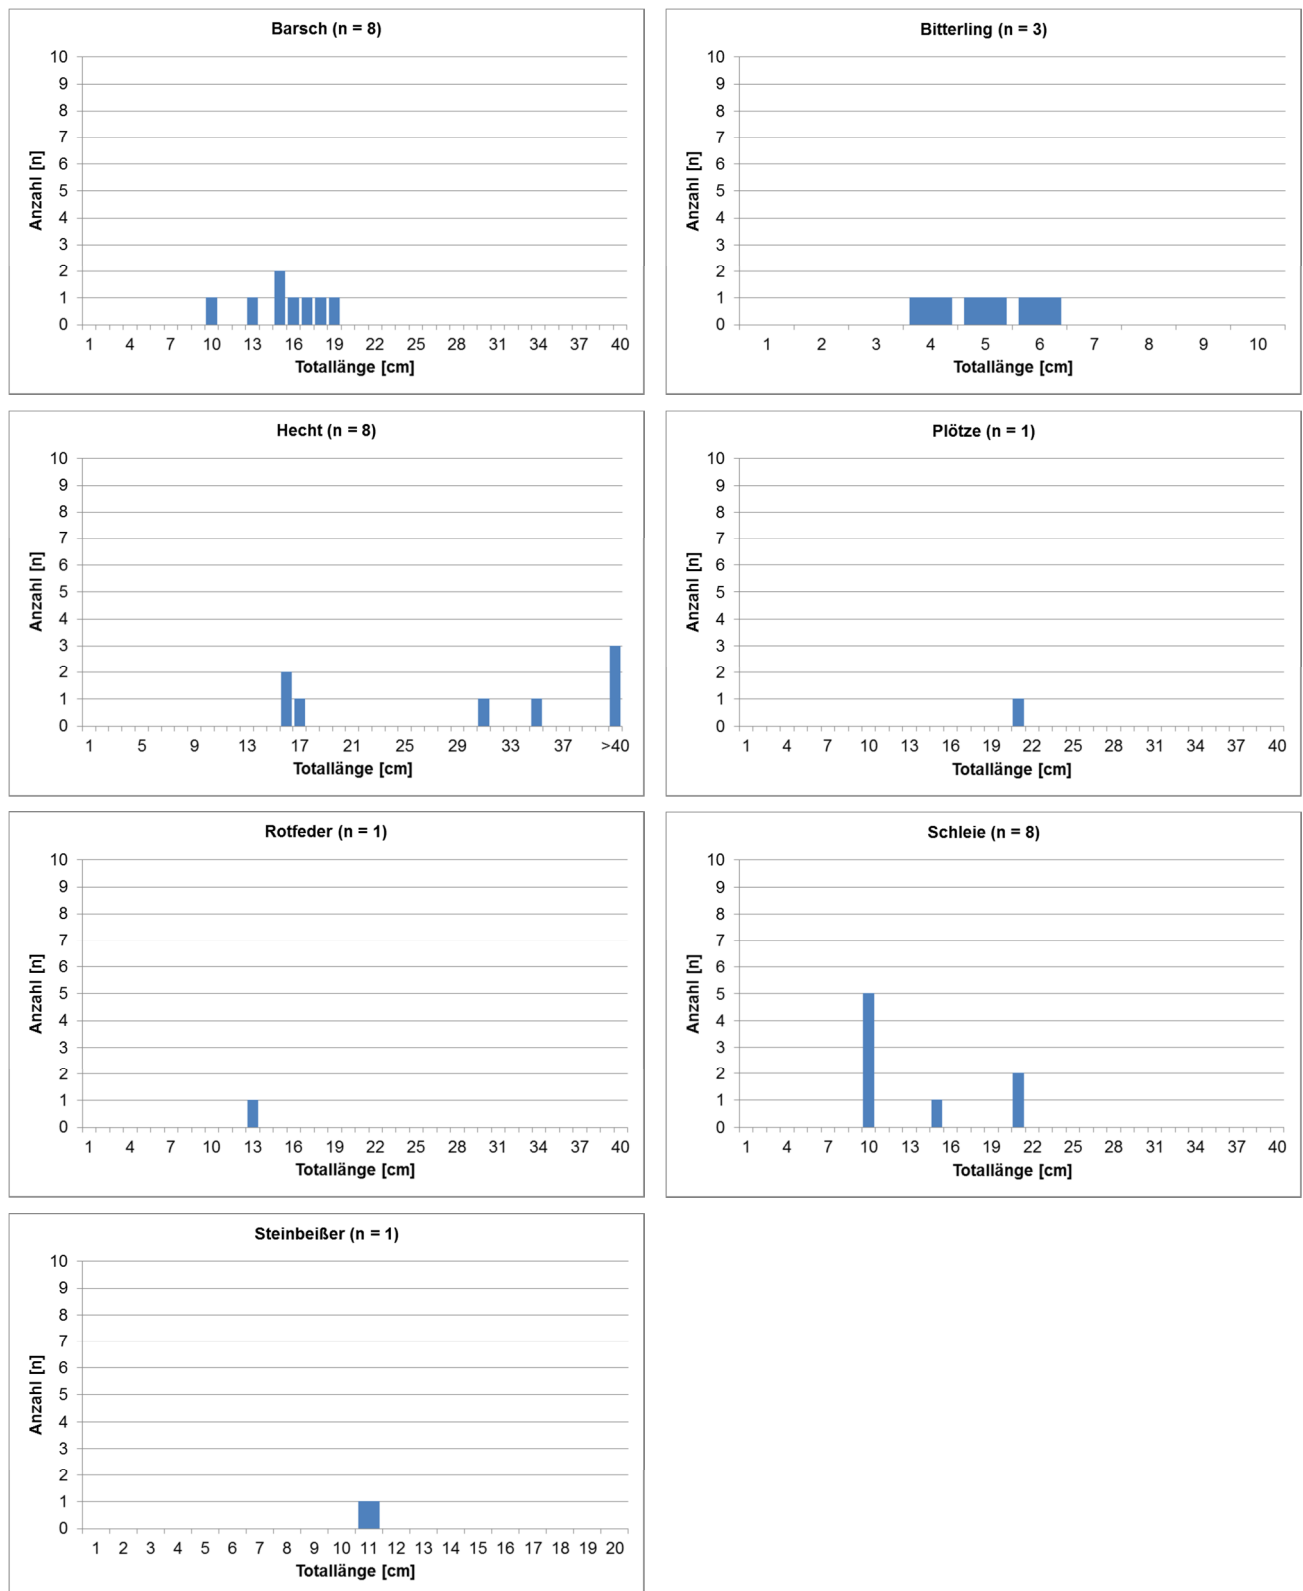 Barsch (n = 8)
10
9
8
7
6
5
4
3
2
1
0
Anzahl [n]
1 4 7 10 13 16 19 22 25 28 31 34 37 40
Totallänge [cm]
Bitterling (n = 3)
10
9
8
7
6
5
4
3
2
1
0
Anzahl [n]
1 2 3 4 5 6 7 8 9 10
Totallänge [cm]
Hecht (n = 8)
10
9
8
7
6
5
4
3
2
1
0
Anzahl [n]
1 5 9 13 17 21 25 29 33 37 >40
Totallänge [cm]
Plötze (n = 1)
10
9
8
7
6
5
4
3
2
1
0
Anzahl [n]
1 4 7 10 13 16 19 22 25 28 31 34 37 40
Totallänge [cm]
Rotfeder (n = 1)
10
9
8
7
6
5
4
3
2
1
0
Anzahl [n]
1 4 7 10 13 16 19 22 25 28 31 34 37 40
Totallänge [cm]
Schleie (n = 8)
10
9
8
7
6
5
4
3
2
1
0
Anzahl [n]
1 4 7 10 13 16 19 22 25 28 31 34 37 40
Totallänge [cm]
Steinbeißer (n = 1)
10
9
8
7
6
5
4
3
2
1
0
Anzahl [n]
1 2 3 4 5 6 7 8 9 10 11 12 13 14 15 16 17 18 19 20
Totallänge [cm]